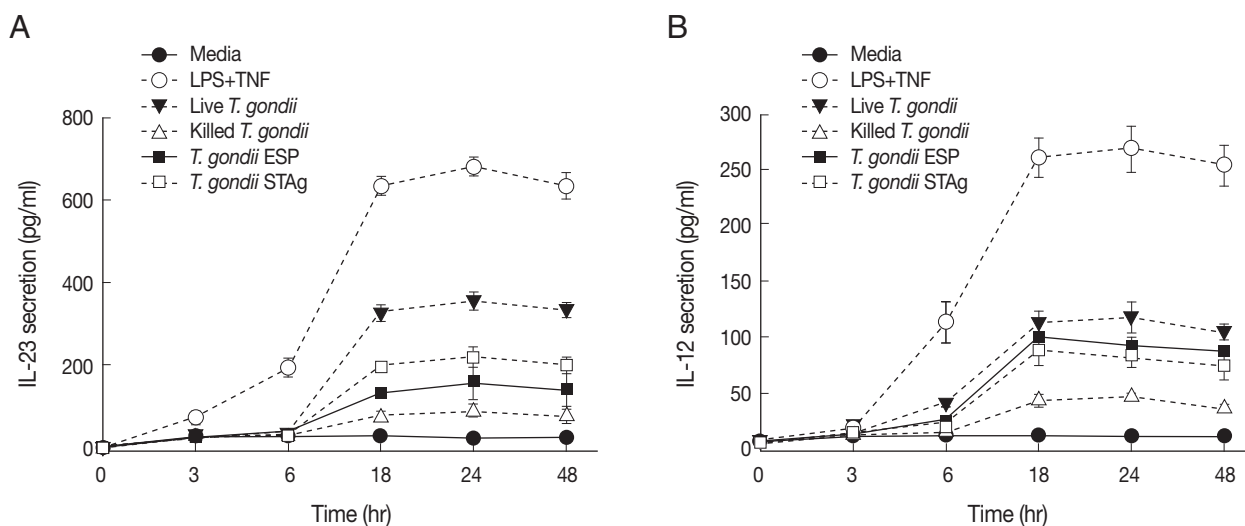 A
Media
LPS+TNF
Live T. gondii
Killed T. gondii
T. gondii ESP
T. gondii STAg
800
600
400
200
0
IL-23 secretion (pg/ml)
0 3 6 18 24 48
Time (hr)
B
Media
LPS+TNF
Live T. gondii
Killed T. gondii
T. gondii ESP
T. gondii STAg
300
250
200
150
100
50
0
IL-12 secretion (pg/ml)
0 3 6 18 24 48
Time (hr)